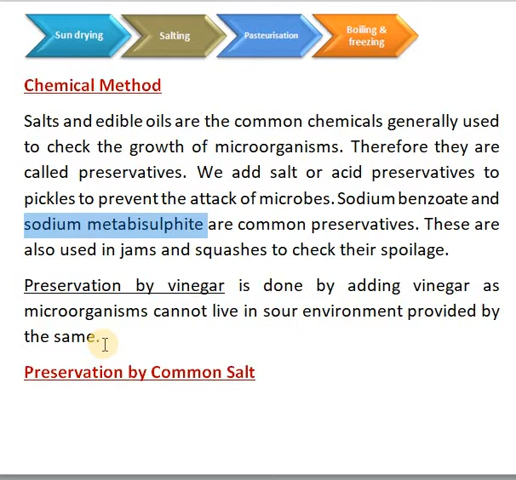 Sun drying Salting Pasteurisation Boiling &
freezing
Chemical Method
Salts and edible oils are the common chemicals generally used
to check the growth of microorganisms. Therefore they are
called preservatives. We add salt or acid preservatives to
pickles to prevent the attack of microbes. Sodium benzoate and
sodium metabisulphite are common preservatives. These are
also used in jams and squashes to check their spoilage.
Preservation by vinegar is done by adding vinegar as
microorganisms cannot live in sour environment provided by
the same.
Preservation by Common Salt